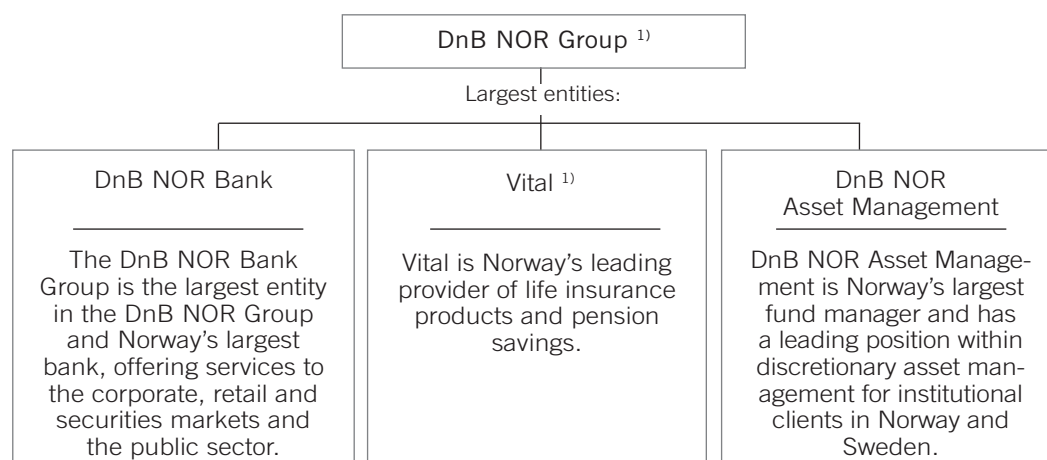 DnB NOR Group 1)
Largest entities:
DnB NOR Bank
The DnB NOR Bank
Group is the largest entity
in the DnB NOR Group
and Norway’s largest
bank, offering services to
the corporate, retail and
securities markets and
the public sector.
Vital 1)
Vital is Norway’s leading
provider of life insurance
products and pension
savings.
DnB NOR
Asset Management
DnB NOR Asset Manage-
ment is Norway’s largest
fund manager and has
a leading position within
discretionary asset man-
agement for institutional
clients in Norway and
Sweden.